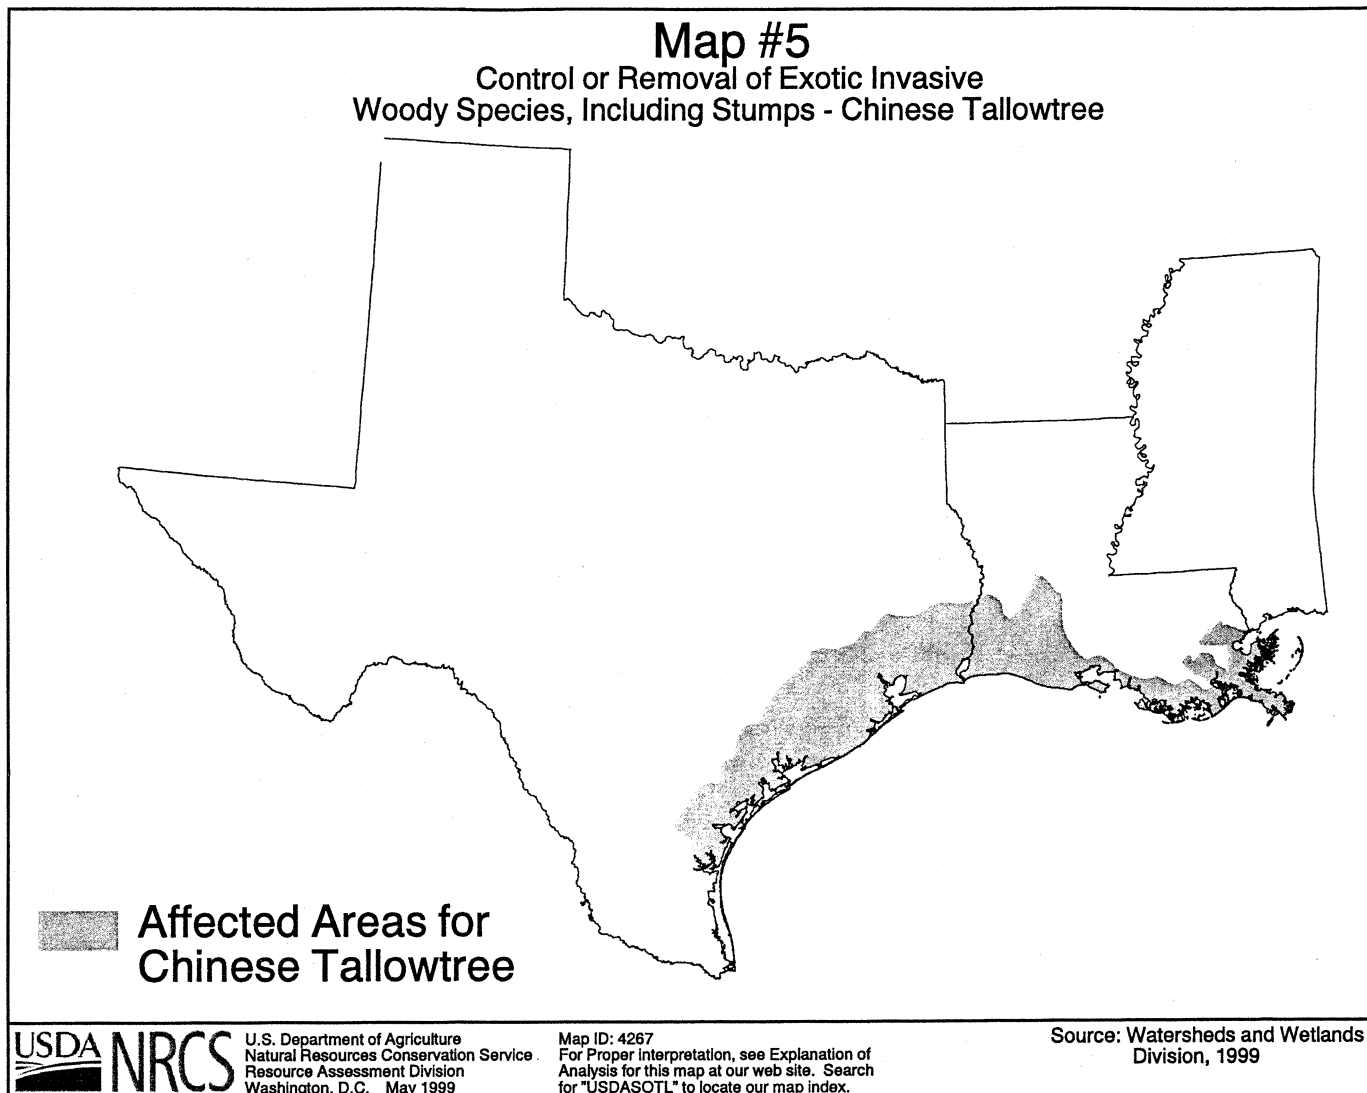 Map #5
Control or Removal of Exotic Invasive
Woody Species, Including Stumps - Chinese Tallowtree
Affected Areas for
Chinese Tallowtree
USDA NRCS
U.S. Department of Agriculture
Natural Resources Conservation Service
Resource Assessment Division
Washington, D.C. May 1999
Map ID: 4267
For Proper interpretation, see Explanation of
Analysis for this map at our web site. Search
for "USDASOTL" to locate our map index.
Source: Watersheds and Wetlands
Division, 1999